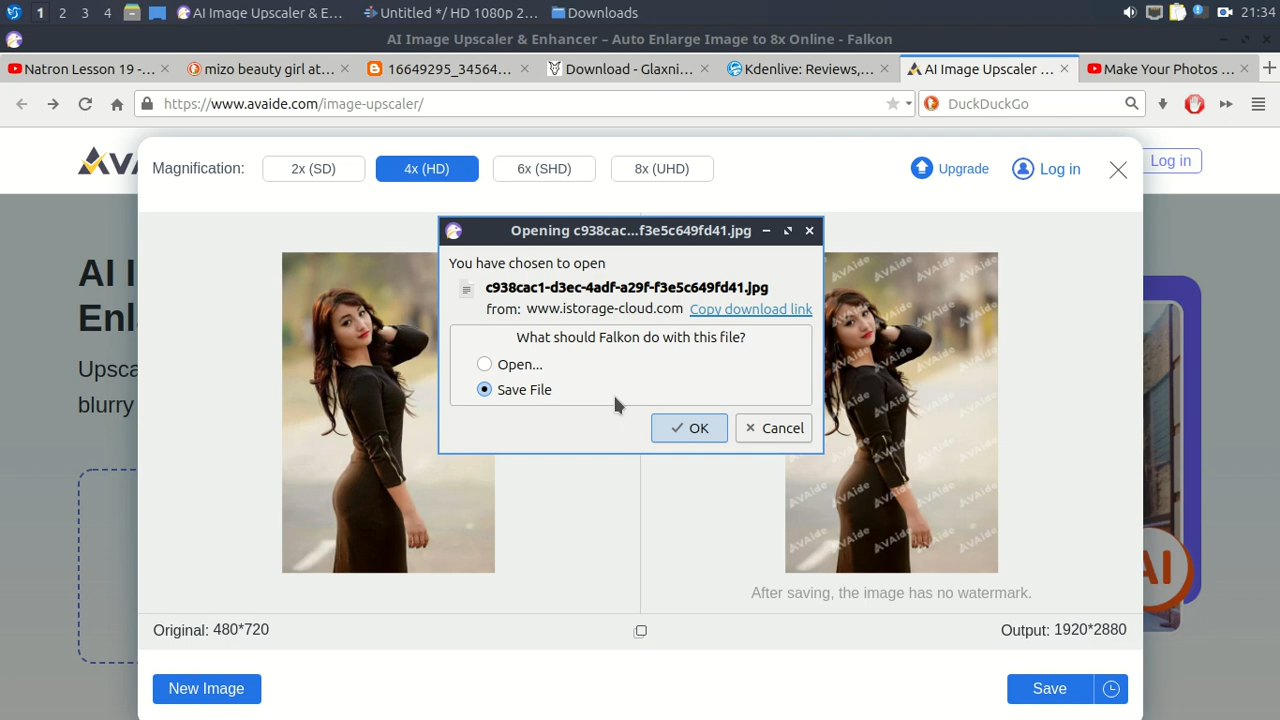 1 2 3 4 AI Image Upscaler & E... Untitled */ HD 1080p 2... Downloads 21:34
AI Image Upscaler & Enhancer – Auto Enlarge Image to 8x Online - Falkon
Natron Lesson 19 -... mizo beauty girl at... 16649295_34564... Download - Glaxni... Kdenlive: Reviews,... AI Image Upscaler ... Make Your Photos ...
https://www.avaide.com/image-upscaler/ DuckDuckGo
Magnification: 2x (SD) 4x (HD) 6x (SHD) 8x (UHD) Upgrade Log in
Log in
Opening c938cac...f3e5c649fd41.jpg
You have chosen to open
c938cac1-d3ec-4adf-a29f-f3e5c649fd41.jpg
from: www.istorage-cloud.com Copy download link
What should Falkon do with this file?
Open...
Save File
OK Cancel
AI I
Enl
Upsca
blurry
AVAide
AI
After saving, the image has no watermark.
Original: 480*720 Output: 1920*2880
New Image Save